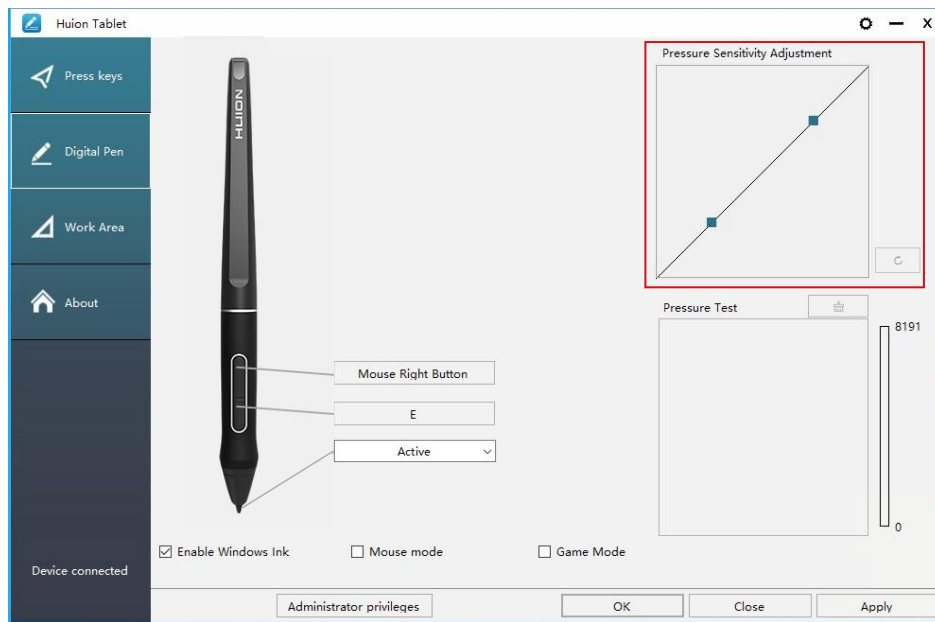 Huion Tablet
Press keys
Digital Pen
Work Area
About
Device connected
HUION
Mouse Right Button
E
Active
Enable Windows Ink
Mouse mode
Game Mode
Pressure Sensitivity Adjustment
Pressure Test
8191
0
Administrator privileges
OK
Close
Apply